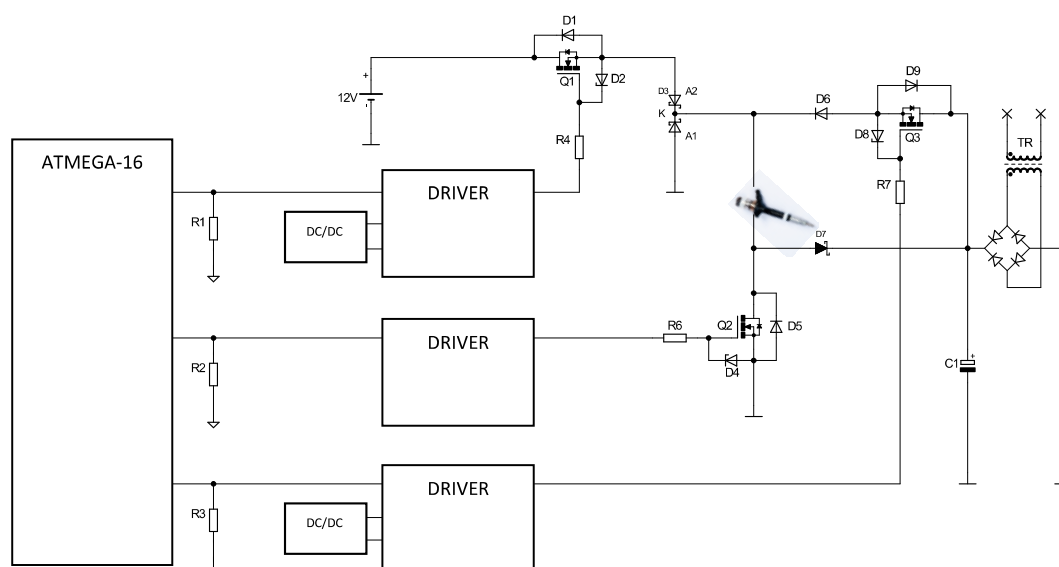 D1
Q1
D2
12V
+
R4
D3
A2
K
A1
D6
D9
D8
Q3
R7
TR
ATMEGA-16
DRIVER
R1
DC/DC
D7
DRIVER
R2
R6
Q2
D5
D4
C1
+
DRIVER
R3
DC/DC